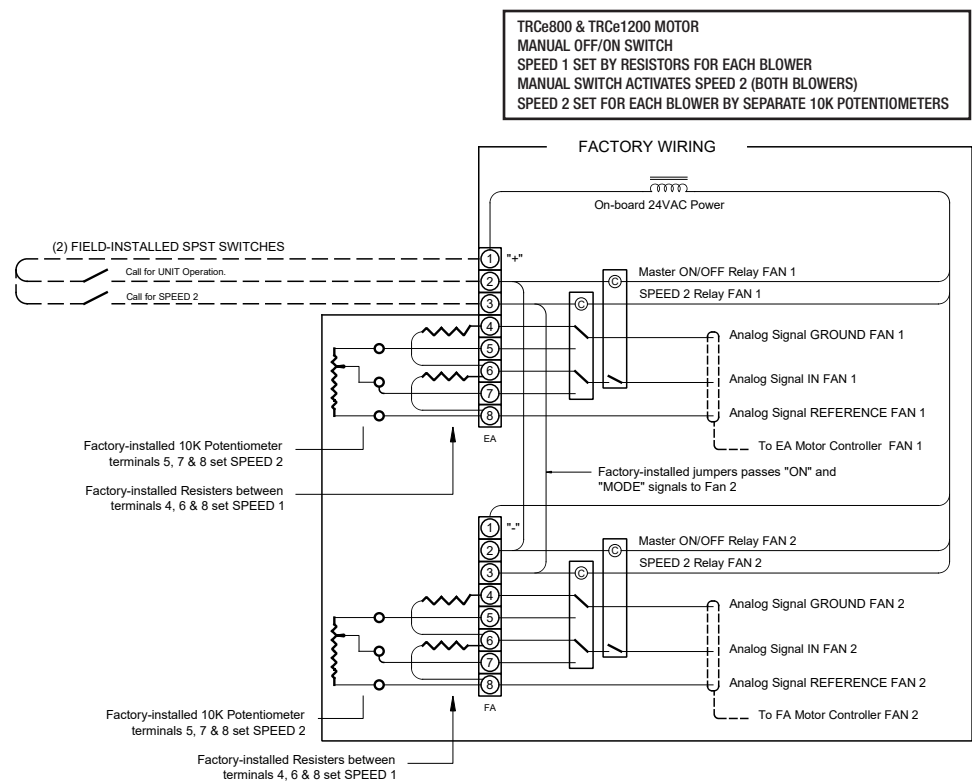 TRCe800 & TRCe1200 MOTOR
MANUAL OFF/ON SWITCH
SPEED 1 SET BY RESISTORS FOR EACH BLOWER
MANUAL SWITCH ACTIVATES SPEED 2 (BOTH BLOWERS)
SPEED 2 SET FOR EACH BLOWER BY SEPARATE 10K POTENTIOMETERS
FACTORY WIRING
On-board 24VAC Power
(2) FIELD-INSTALLED SPST SWITCHES
Call for UNIT Operation.
Call for SPEED 2
1 "+"
2
3
4
5
6
7
8
EA
C
C
Master ON/OFF Relay FAN 1
SPEED 2 Relay FAN 1
Analog Signal GROUND FAN 1
Analog Signal IN FAN 1
Analog Signal REFERENCE FAN 1
To EA Motor Controller FAN 1
Factory-installed 10K Potentiometer
terminals 5, 7 & 8 set SPEED 2
Factory-installed Resisters between
terminals 4, 6 & 8 set SPEED 1
Factory-installed jumpers passes "ON" and
"MODE" signals to Fan 2
1 "-"
2
3
4
5
6
7
8
FA
C
C
Master ON/OFF Relay FAN 2
SPEED 2 Relay FAN 2
Analog Signal GROUND FAN 2
Analog Signal IN FAN 2
Analog Signal REFERENCE FAN 2
To FA Motor Controller FAN 2
Factory-installed 10K Potentiometer
terminals 5, 7 & 8 set SPEED 2
Factory-installed Resisters between
terminals 4, 6 & 8 set SPEED 1